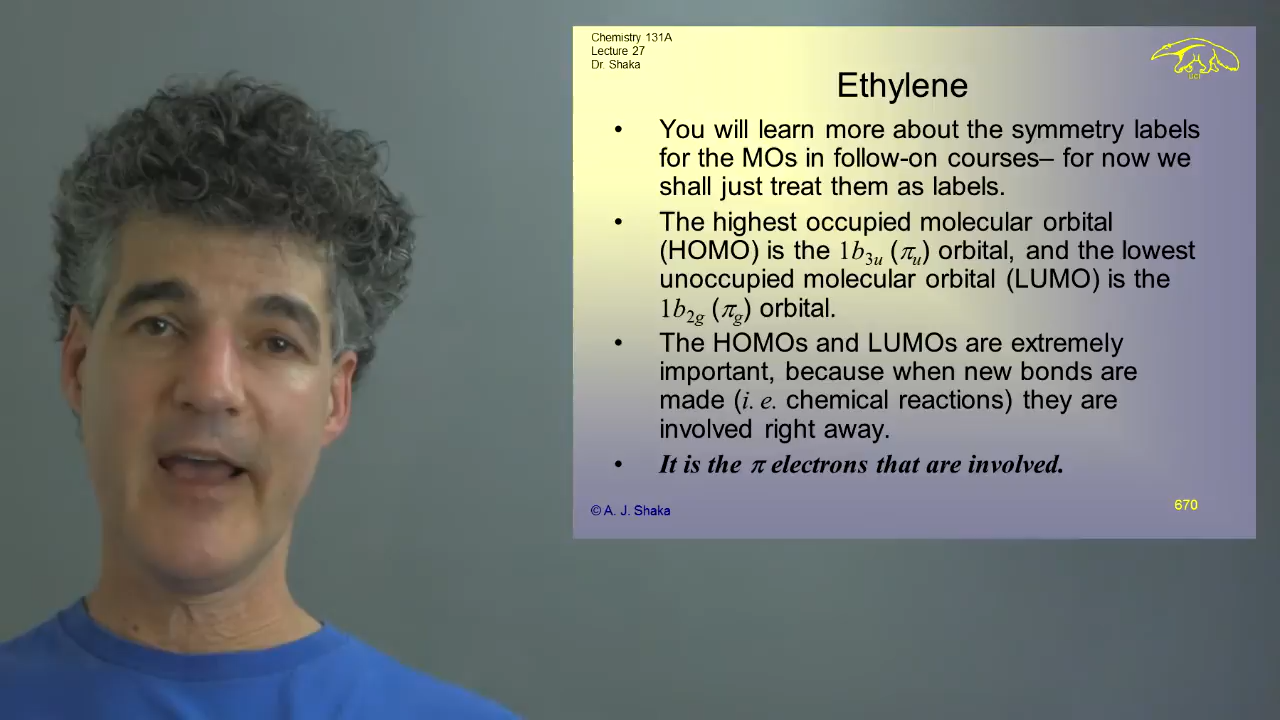 Chemistry 131A
Lecture 27
Dr. Shaka
UCI
Ethylene
• You will learn more about the symmetry labels
for the MOs in follow-on courses– for now we
shall just treat them as labels.
• The highest occupied molecular orbital
(HOMO) is the 1b₃ᵤ (πᵤ) orbital, and the lowest
unoccupied molecular orbital (LUMO) is the
1b₂g (πg) orbital.
• The HOMOs and LUMOs are extremely
important, because when new bonds are
made (i. e. chemical reactions) they are
involved right away.
• It is the π electrons that are involved.
© A. J. Shaka
670